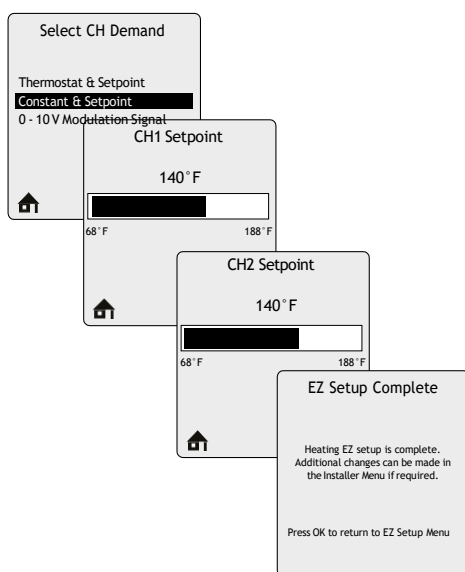 Select CH Demand
Thermostat & Setpoint
Constant & Setpoint
0 - 10 V Modulation Signal
CH1 Setpoint
140°F
68°F 188°F
CH2 Setpoint
140°F
68°F 188°F
EZ Setup Complete
Heating EZ setup is complete.
Additional changes can be made in
the Installer Menu if required.
Press OK to return to EZ Setup Menu